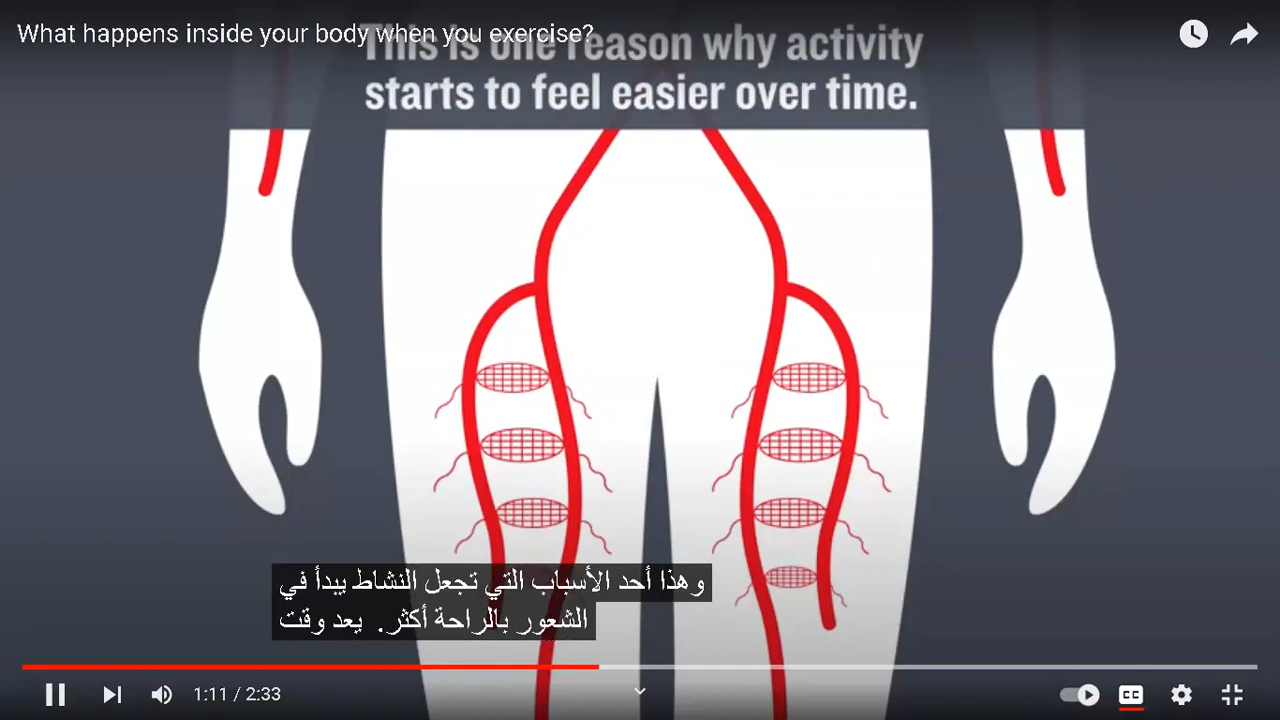 What happens inside your body when you exercise?
This is one reason why activity
starts to feel easier over time.
وهذا أحد الأسباب التي تجعل النشاط يبدأ في
الشعور بالراحة أكثر. يعد وقت
1:11 / 2:33
CC